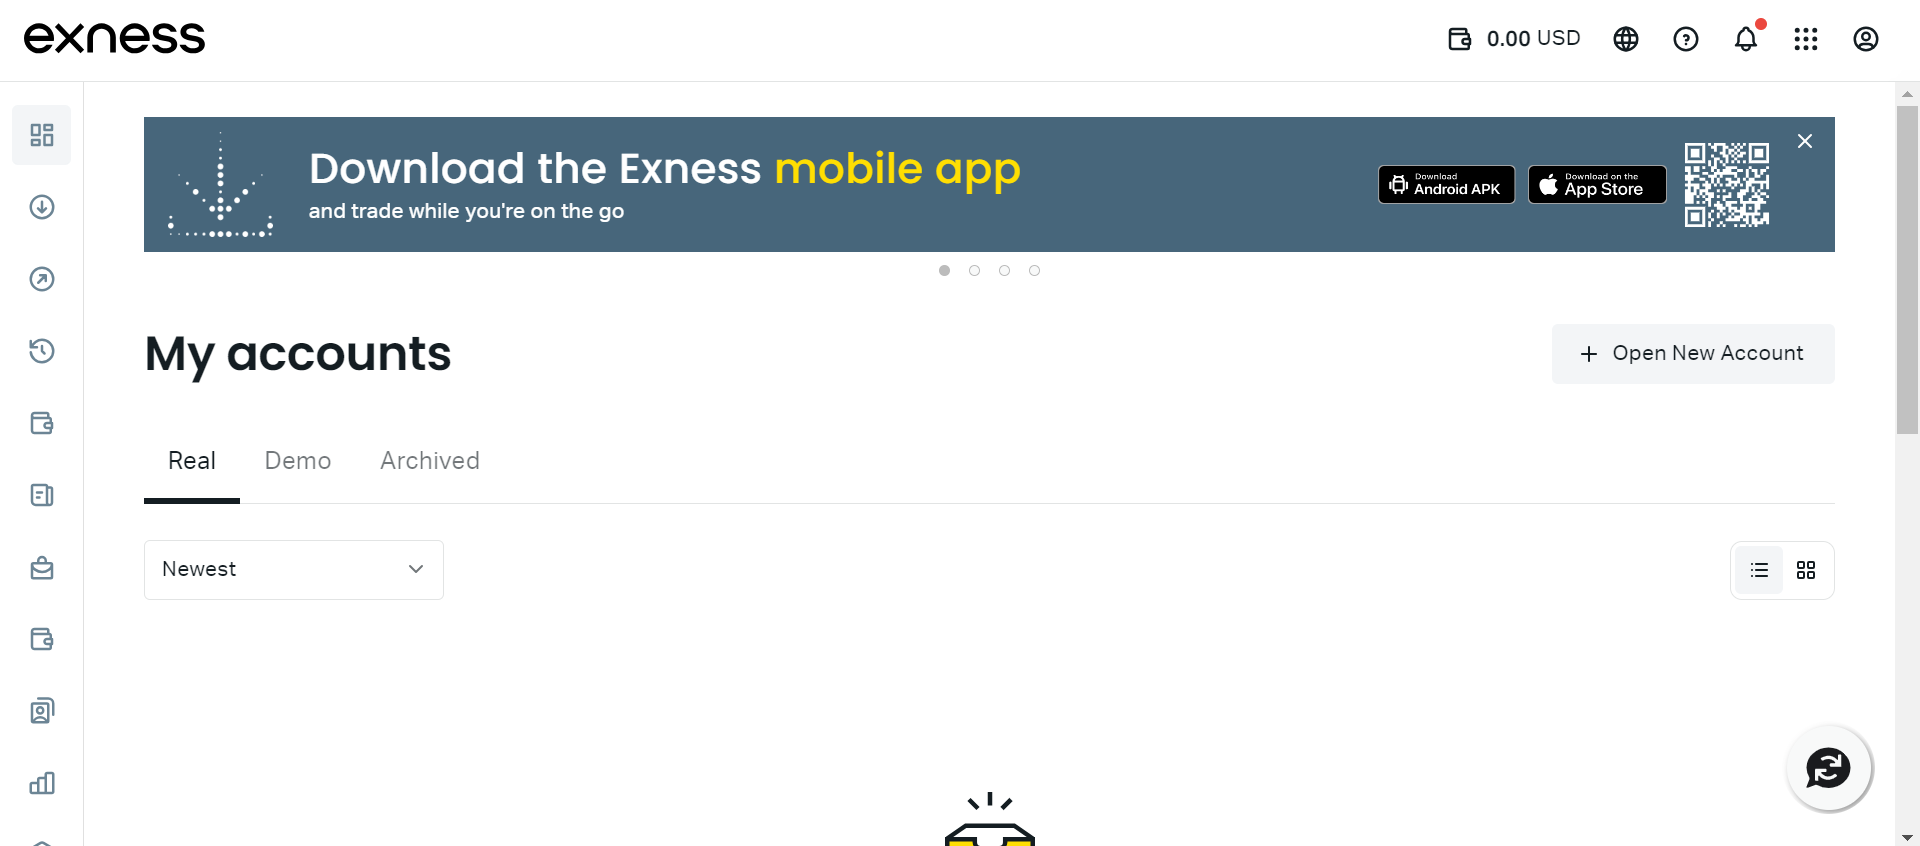 exness
0.00 USD
Download the Exness mobile app
and trade while you're on the go
Download
Android APK
Download on the
App Store
My accounts
Open New Account
Real
Demo
Archived
Newest